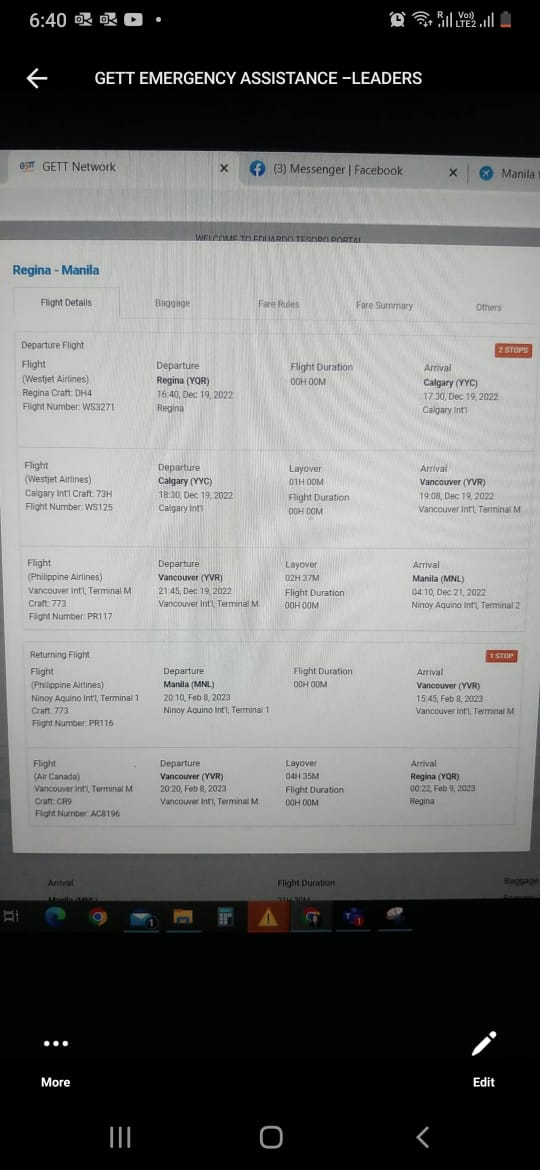 6:40
Vo))
R
LTE2
GETT EMERGENCY ASSISTANCE –LEADERS
GETT GETT Network × (3) Messenger | Facebook × Manila
WELCOME TO EDUARDO TESORO PORTAL
Regina - Manila
Flight Details Baggage Fare Rules Fare Summary Others
Departure Flight 2 STOPS
Flight Departure Flight Duration Arrival
(Westjet Airlines) Regina (YQR) 00H 00M Calgary (YYC)
Regina Craft: DH4 16:40, Dec 19, 2022 17:30, Dec 19, 2022
Flight Number: WS3271 Regina Calgary Int'l
Flight Departure Layover Arrival
(Westjet Airlines) Calgary (YYC) 01H 00M Vancouver (YVR)
Calgary Int'l Craft: 73H 18:30, Dec 19, 2022 Flight Duration 19:08, Dec 19, 2022
Flight Number: WS125 Calgary Int'l 00H 00M Vancouver Int'l, Terminal M
Flight Departure Layover Arrival
(Philippine Airlines) Vancouver (YVR) 02H 37M Manila (MNL)
Vancouver Int'l, Terminal M 21:45, Dec 19, 2022 Flight Duration 04:10, Dec 21, 2022
Craft: 773 Vancouver Int'l, Terminal M 00H 00M Ninoy Aquino Int'l, Terminal 2
Flight Number: PR117
Returning Flight 1 STOP
Flight Departure Flight Duration Arrival
(Philippine Airlines) Manila (MNL) 00H 00M Vancouver (YVR)
Ninoy Aquino Int'l, Terminal 1 20:10, Feb 8, 2023 15:45, Feb 8, 2023
Craft: 773 Ninoy Aquino Int'l, Terminal 1 Vancouver Int'l, Terminal M
Flight Number: PR116
Flight Departure Layover Arrival
(Air Canada) Vancouver (YVR) 04H 35M Regina (YQR)
Vancouver Int'l, Terminal M 20:20, Feb 8, 2023 Flight Duration 00:22, Feb 9, 2023
Craft: CR9 Vancouver Int'l, Terminal M 00H 00M Regina
Flight Number: AC8196
Arrival Flight Duration Baggage
Manila (MNL)
1
1
More Edit